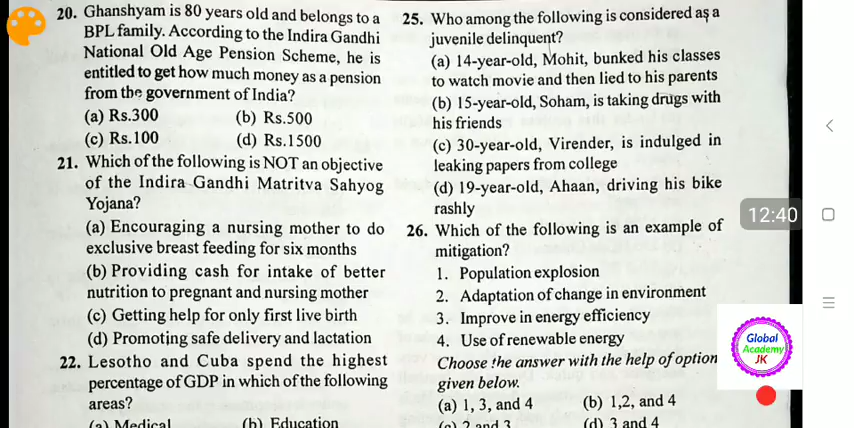 20. Ghanshyam is 80 years old and belongs to a
BPL family. According to the Indira Gandhi
National Old Age Pension Scheme, he is
entitled to get how much money as a pension
from the government of India?
(a) Rs.300 (b) Rs.500
(c) Rs.100 (d) Rs.1500
21. Which of the following is NOT an objective
of the Indira Gandhi Matritva Sahyog
Yojana?
(a) Encouraging a nursing mother to do
exclusive breast feeding for six months
(b) Providing cash for intake of better
nutrition to pregnant and nursing mother
(c) Getting help for only first live birth
(d) Promoting safe delivery and lactation
22. Lesotho and Cuba spend the highest
percentage of GDP in which of the following
areas?
(a) Medical (b) Education
25. Who among the following is considered as a
juvenile delinquent?
(a) 14-year-old, Mohit, bunked his classes
to watch movie and then lied to his parents
(b) 15-year-old, Soham, is taking drugs with
his friends
(c) 30-year-old, Virender, is indulged in
leaking papers from college
(d) 19-year-old, Ahaan, driving his bike
rashly
26. Which of the following is an example of
mitigation?
1. Population explosion
2. Adaptation of change in environment
3. Improve in energy efficiency
4. Use of renewable energy
Choose the answer with the help of option
given below.
(a) 1, 3, and 4 (b) 1,2, and 4
(c) 2 and 3 (d) 3 and 4
12:40
Global
Academy
JK